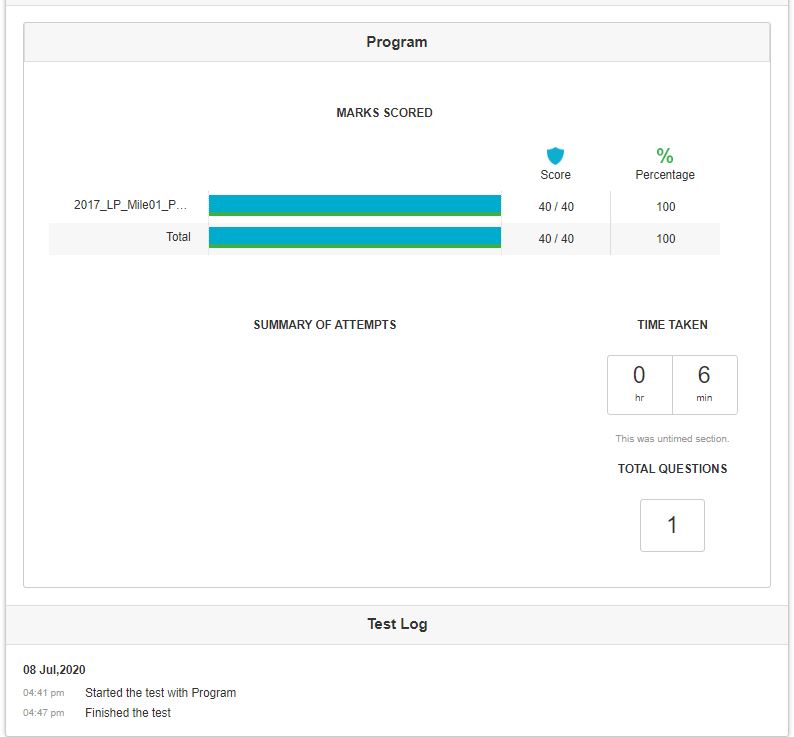 Program
MARKS SCORED
%
Score Percentage
2017_LP_Mile01_P... 40 / 40 100
Total 40 / 40 100
SUMMARY OF ATTEMPTS TIME TAKEN
0 6
hr min
This was untimed section.
TOTAL QUESTIONS
1
Test Log
08 Jul,2020
04:41 pm Started the test with Program
04:47 pm Finished the test